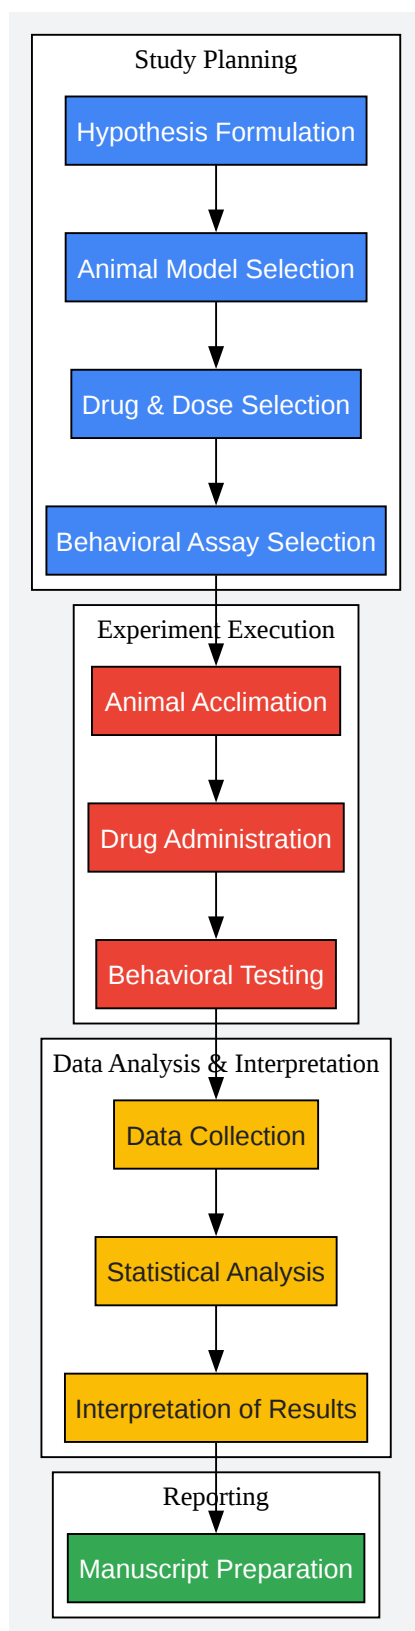 Study Planning
Hypothesis Formulation
Animal Model Selection
Drug & Dose Selection
Behavioral Assay Selection
Experiment Execution
Animal Acclimation
Drug Administration
Behavioral Testing
Data Analysis & Interpretation
Data Collection
Statistical Analysis
Interpretation of Results
Reporting
Manuscript Preparation